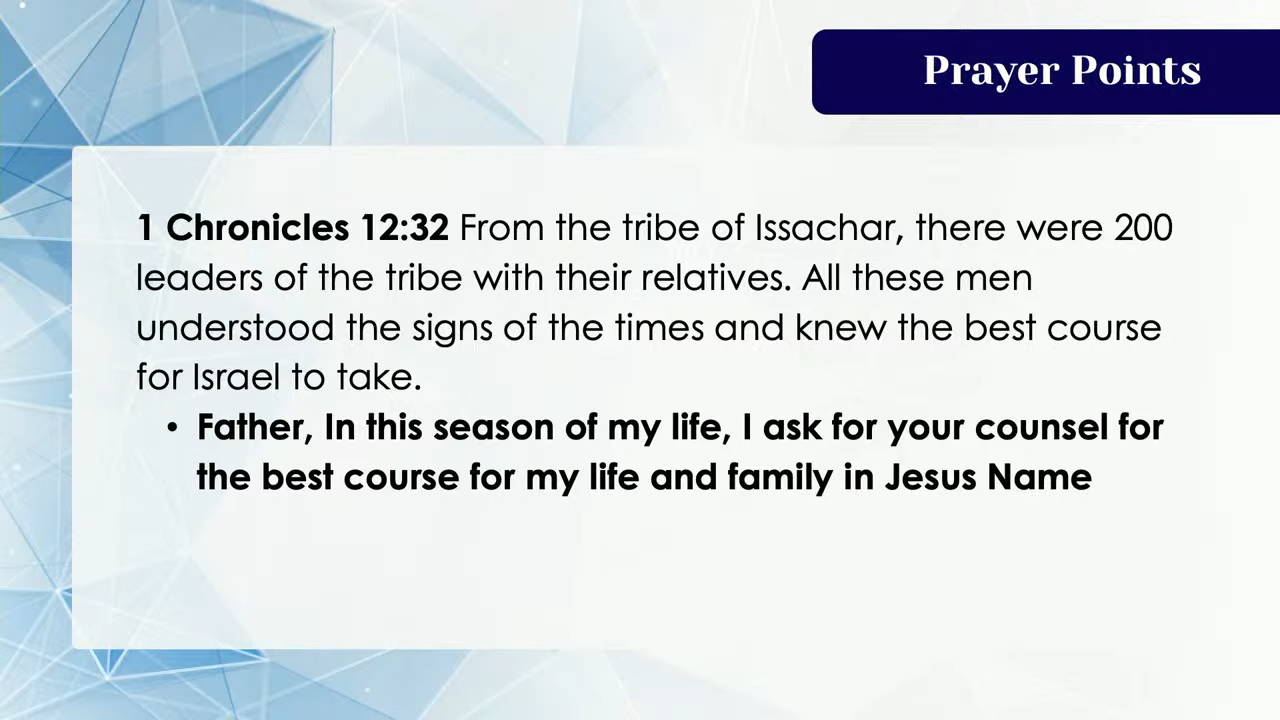 Prayer Points
1 Chronicles 12:32 From the tribe of Issachar, there were 200
leaders of the tribe with their relatives. All these men
understood the signs of the times and knew the best course
for Israel to take.
• Father, In this season of my life, I ask for your counsel for
the best course for my life and family in Jesus Name